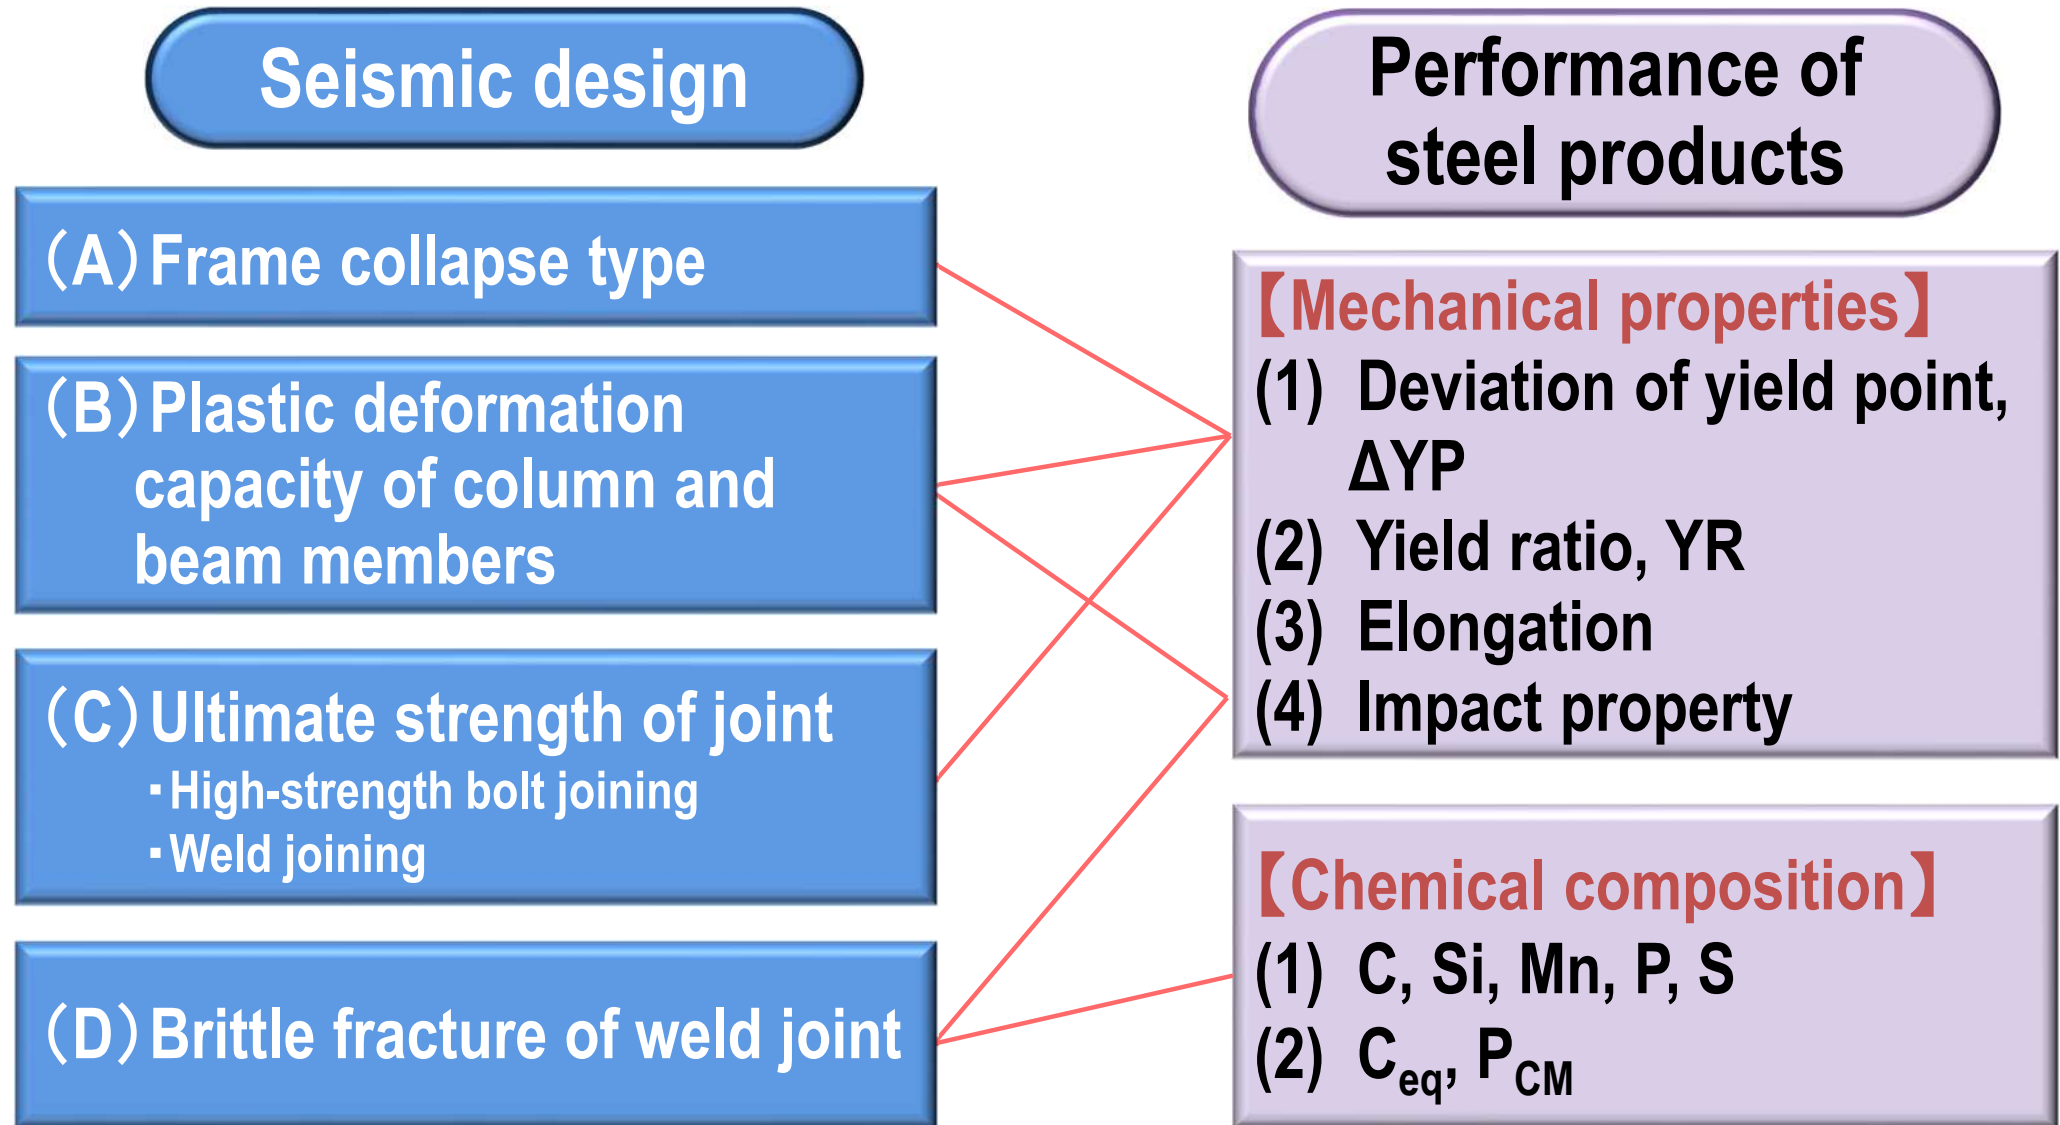 Seismic design
（A）Frame collapse type
（B）Plastic deformation
capacity of column and
beam members
（C）Ultimate strength of joint
･High-strength bolt joining
･Weld joining
（D）Brittle fracture of weld joint
Performance of
steel products
【Mechanical properties】
(1) Deviation of yield point,
ΔYP
(2) Yield ratio, YR
(3) Elongation
(4) Impact property
【Chemical composition】
(1) C, Si, Mn, P, S
(2) Ceq, PCM